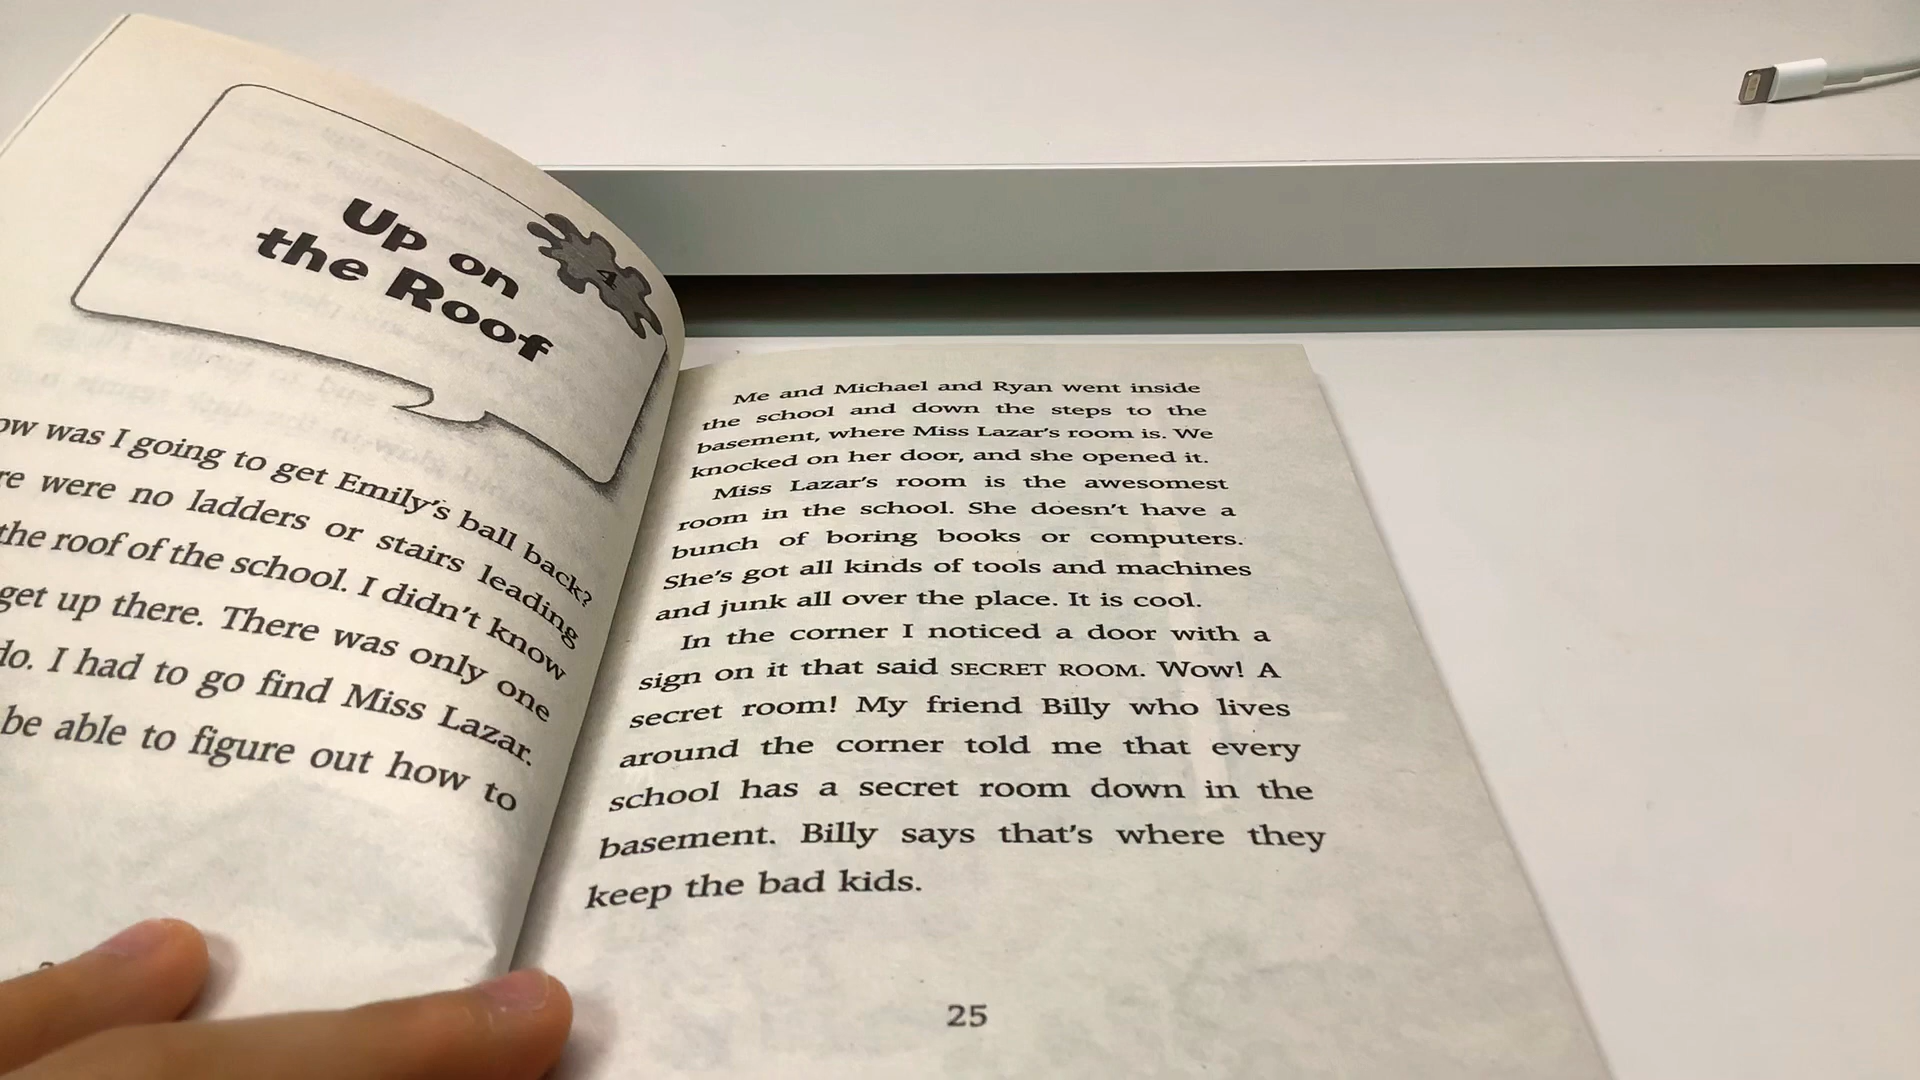 4
Up on
the Roof
was I going to get Emily's ball back?
were no ladders or stairs leading
the roof of the school. I didn't know
get up there. There was only one
I had to go find Miss Lazar.
be able to figure out how to
Me and Michael and Ryan went inside
the school and down the steps to the
basement, where Miss Lazar's room is. We
knocked on her door, and she opened it.
Miss Lazar's room is the awesomest
room in the school. She doesn't have a
bunch of boring books or computers.
She's got all kinds of tools and machines
and junk all over the place. It is cool.
In the corner I noticed a door with a
sign on it that said SECRET ROOM. Wow! A
secret room! My friend Billy who lives
around the corner told me that every
school has a secret room down in the
basement. Billy says that's where they
keep the bad kids.
25